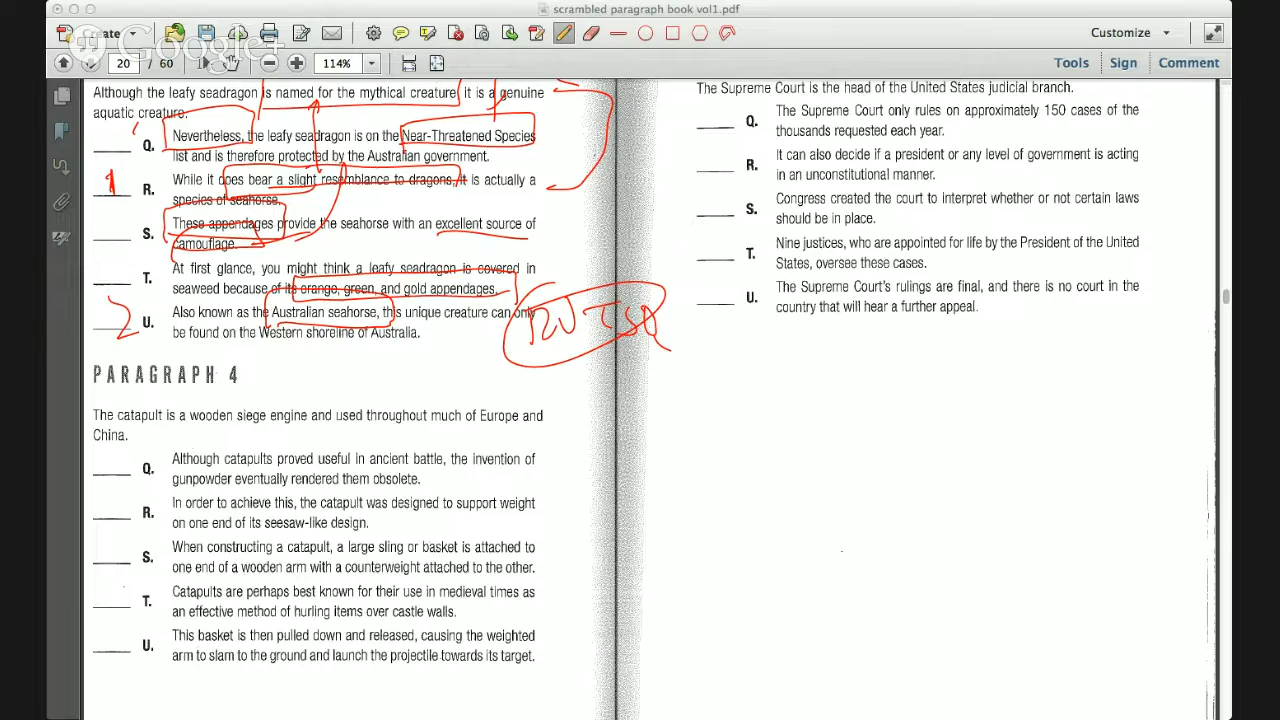 scrambled paragraph book vol1.pdf
Create
Google+
Customize
20 / 60
114%
Tools
Sign
Comment
Although the leafy seadragon is named for the mythical creature, it is a genuine
aquatic creature.
Q. Nevertheless, the leafy seadragon is on the Near-Threatened Species
list and is therefore protected by the Australian government.
1 R. While it does bear a slight resemblance to dragons, it is actually a
species of seahorse.
S. These appendages provide the seahorse with an excellent source of
camouflage.
T. At first glance, you might think a leafy seadragon is covered in
seaweed because of its orange, green, and gold appendages.
2 U. Also known as the Australian seahorse, this unique creature can only
be found on the Western shoreline of Australia.
RUTSQ
PARAGRAPH 4
The catapult is a wooden siege engine and used throughout much of Europe and
China.
Q. Although catapults proved useful in ancient battle, the invention of
gunpowder eventually rendered them obsolete.
R. In order to achieve this, the catapult was designed to support weight
on one end of its seesaw-like design.
S. When constructing a catapult, a large sling or basket is attached to
one end of a wooden arm with a counterweight attached to the other.
T. Catapults are perhaps best known for their use in medieval times as
an effective method of hurling items over castle walls.
U. This basket is then pulled down and released, causing the weighted
arm to slam to the ground and launch the projectile towards its target.
The Supreme Court is the head of the United States judicial branch.
Q. The Supreme Court only rules on approximately 150 cases of the
thousands requested each year.
R. It can also decide if a president or any level of government is acting
in an unconstitutional manner.
S. Congress created the court to interpret whether or not certain laws
should be in place.
T. Nine justices, who are appointed for life by the President of the United
States, oversee these cases.
U. The Supreme Court's rulings are final, and there is no court in the
country that will hear a further appeal.